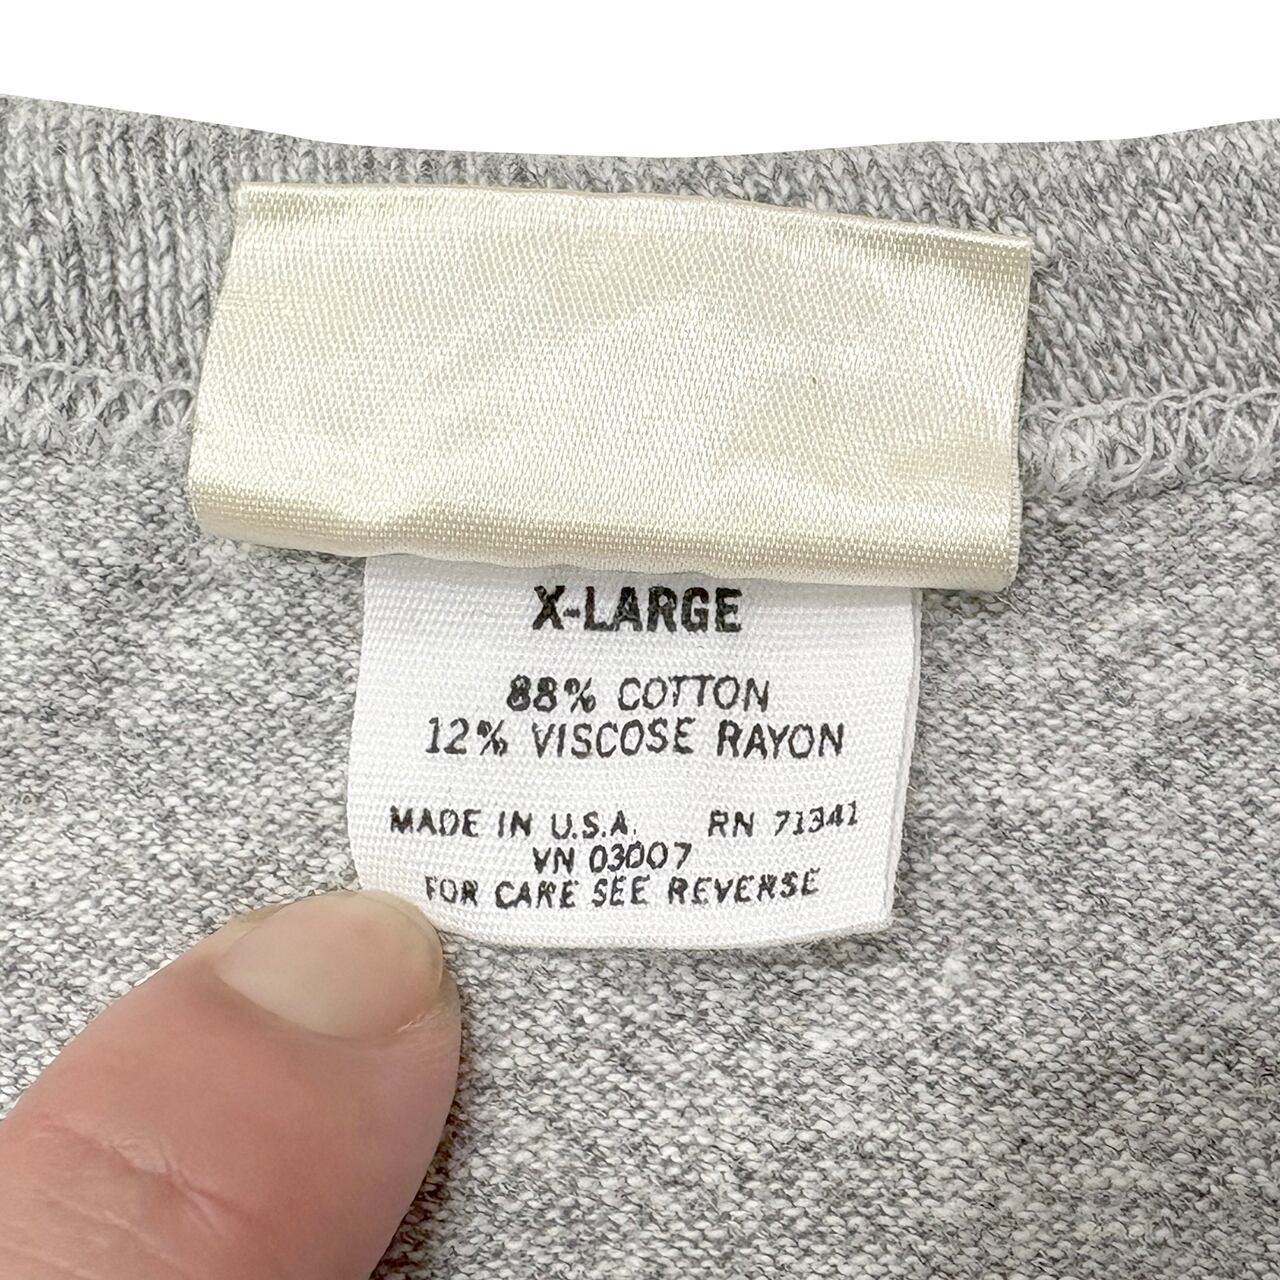 X-LARGE
88% COTTON
12% VISCOSE RAYON
MADE IN U.S.A. RN 71341
VN 03007
FOR CARE SEE REVERSE